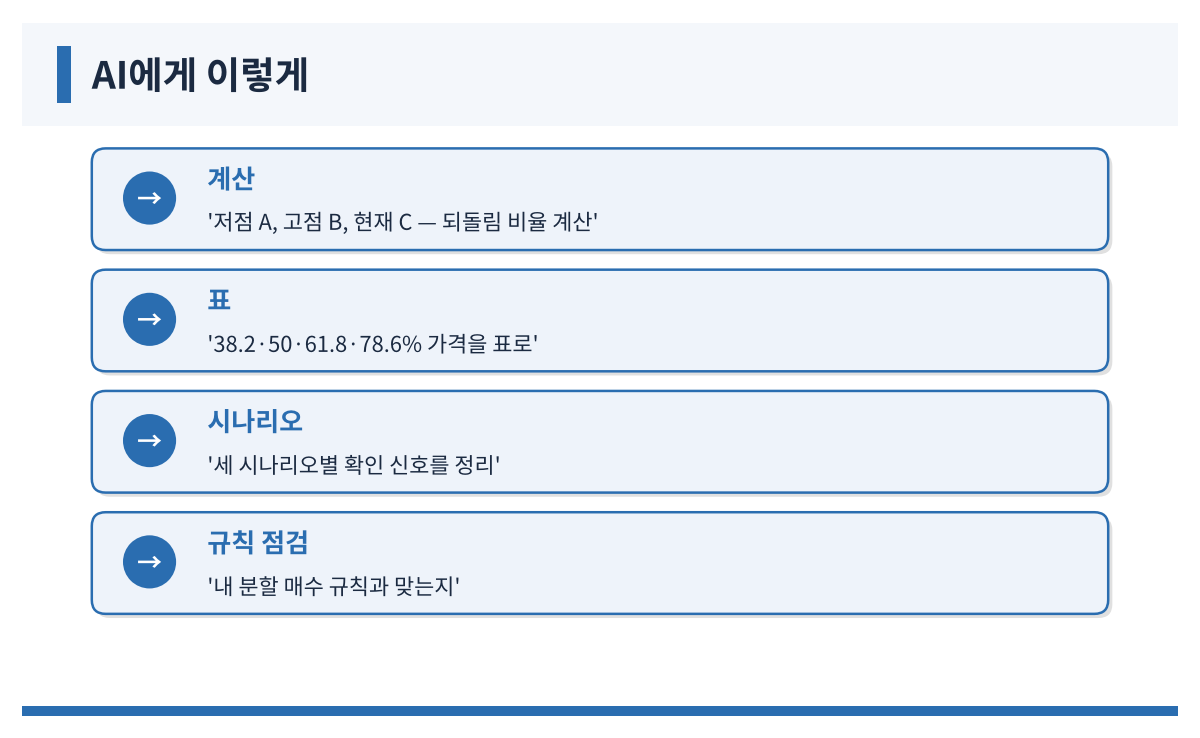 AI에게 이렇게
→ 계산
'저점 A, 고점 B, 현재 C — 되돌림 비율 계산'
→ 표
'38.2·50·61.8·78.6% 가격을 표로'
→ 시나리오
'세 시나리오별 확인 신호를 정리'
→ 규칙 점검
'내 분할 매수 규칙과 맞는지'